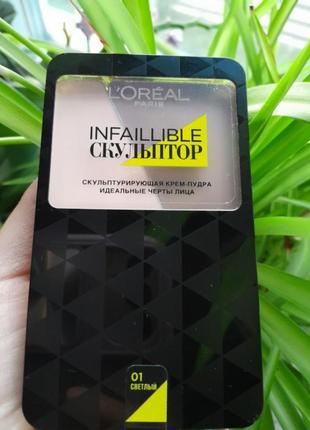 L'ORÉAL
PARIS
INFAILLIBLE
СКУЛЬПТОР
СКУЛЬПТУРИРУЮЩАЯ КРЕМ-ПУДРА
ИДЕАЛЬНЫЕ ЧЕРТЫ ЛИЦА
01
СВЕТЛЫЙ